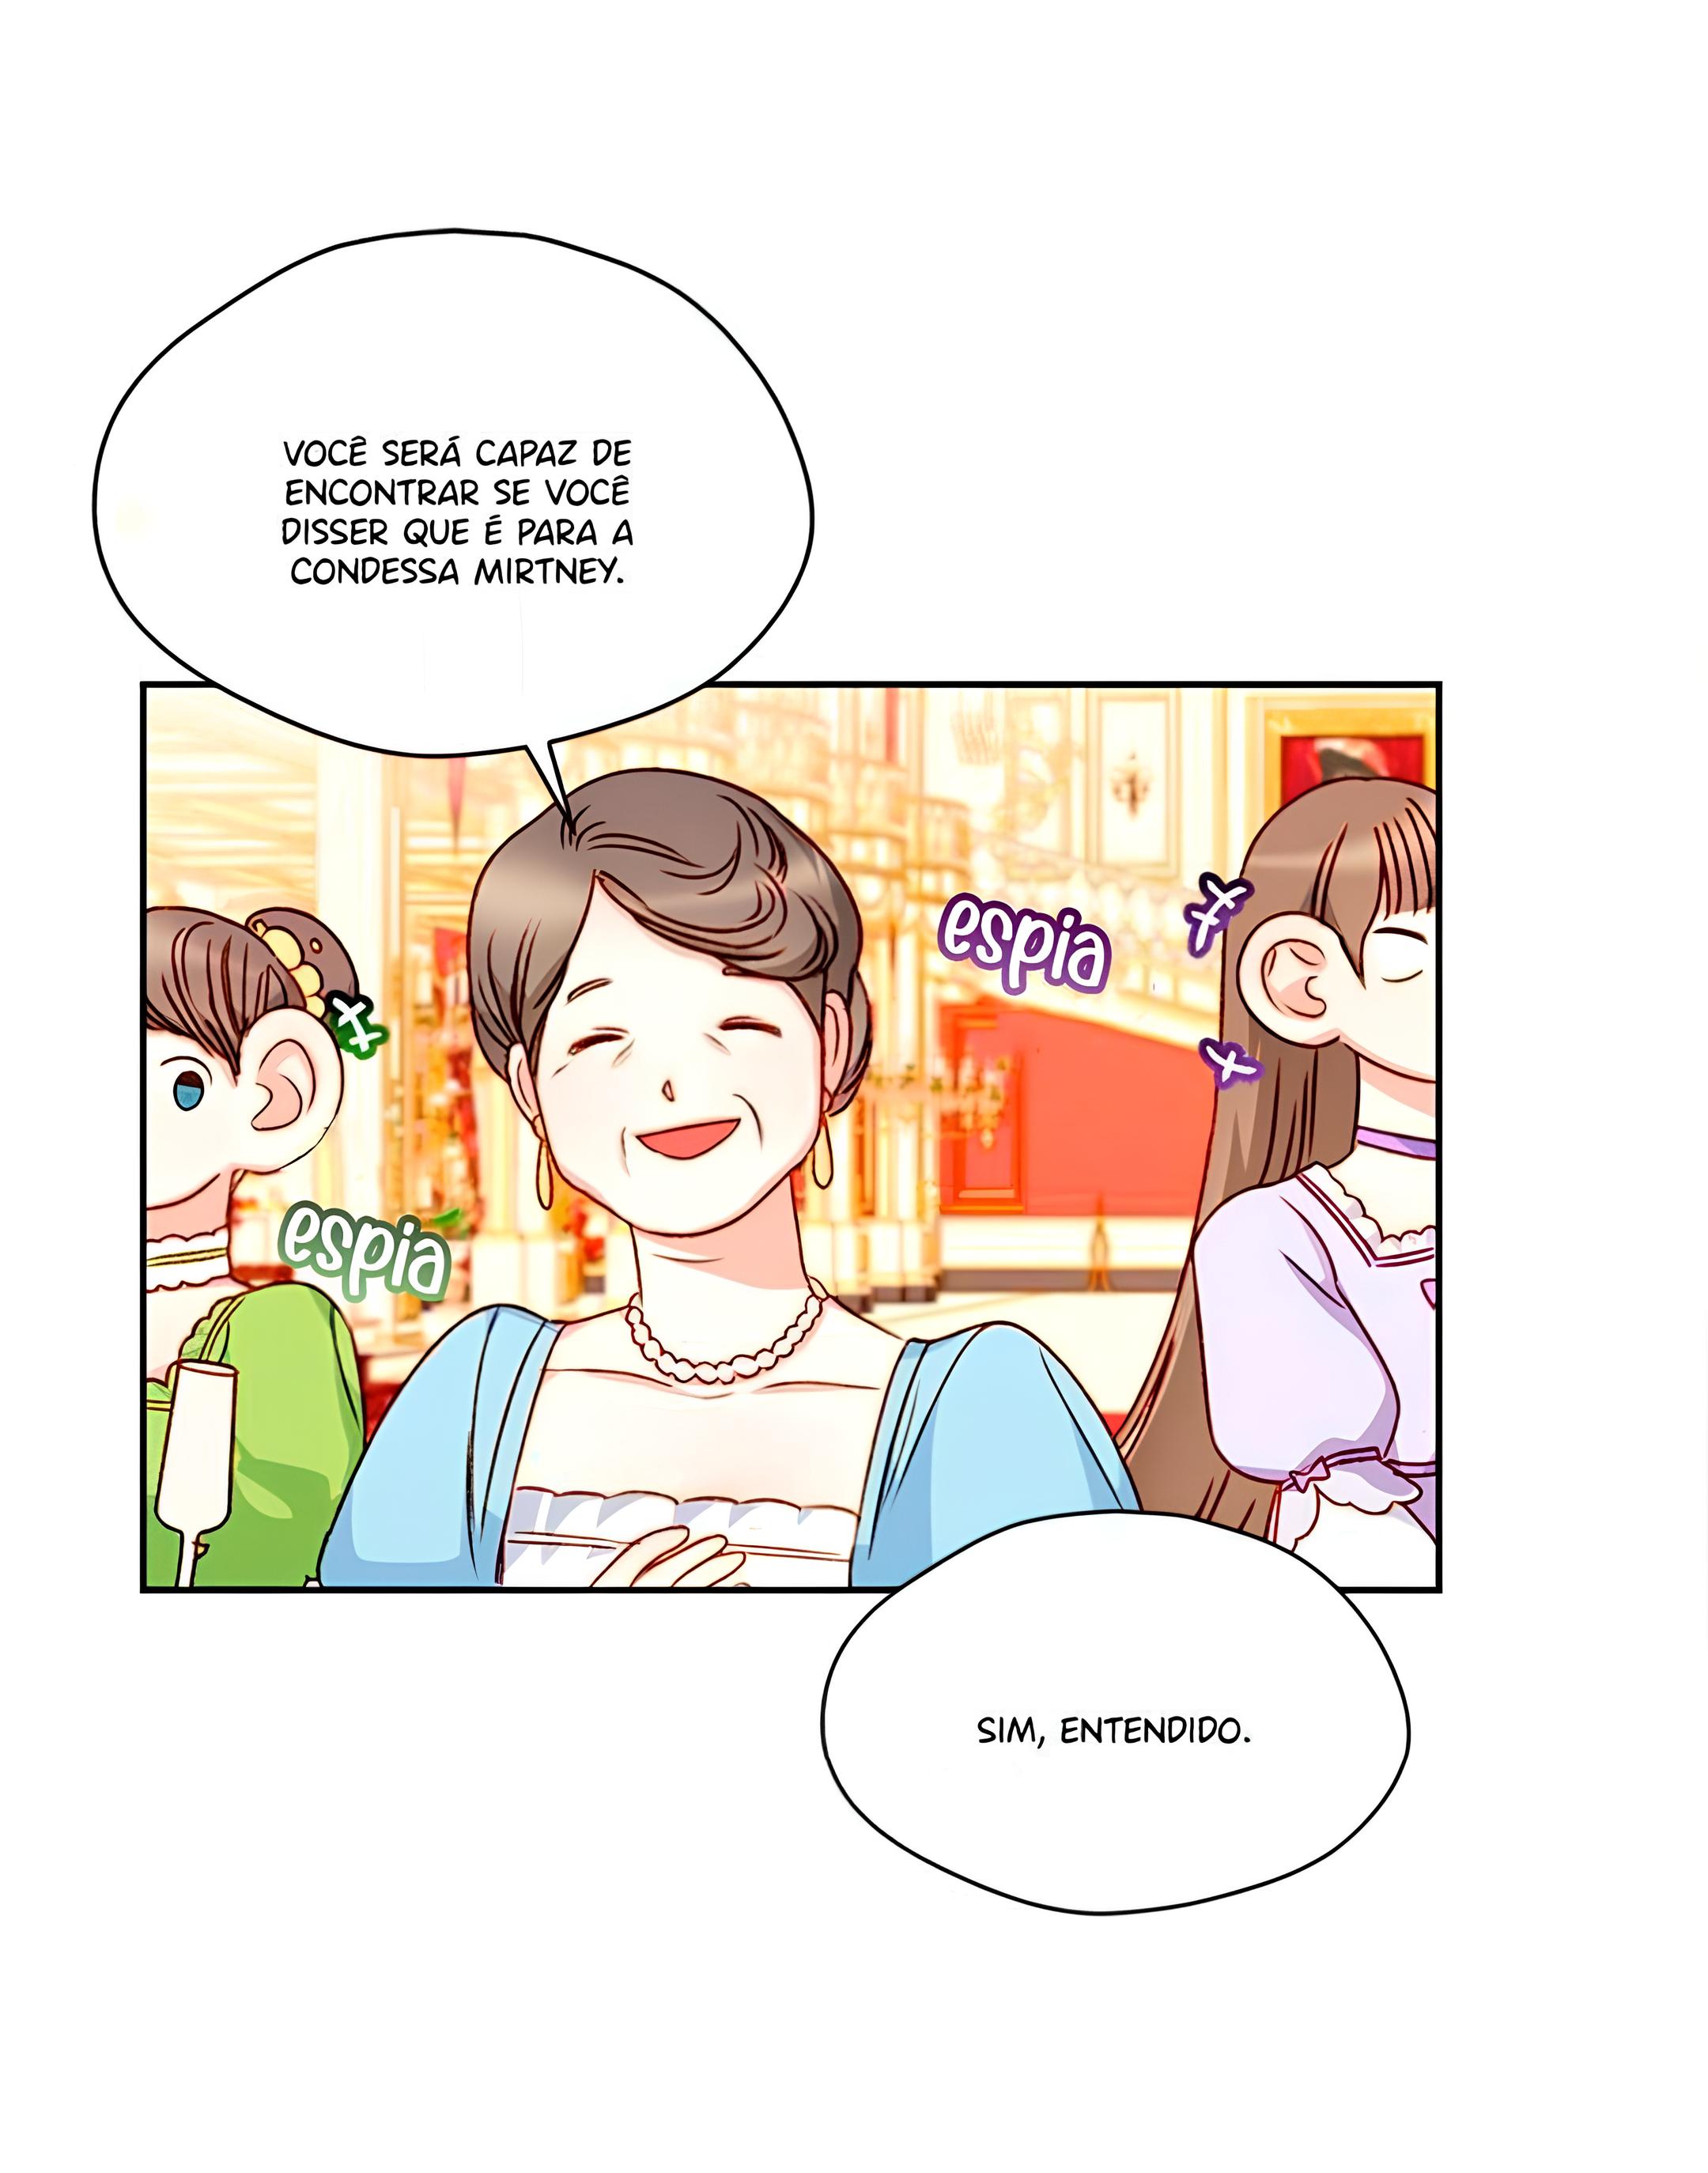 VOCÊ SERÁ CAPAZ DE
ENCONTRAR SE VOCÊ
DISSER QUE É PARA A
CONDESSA MIRTNEY.
espia
espia
SIM, ENTENDIDO.